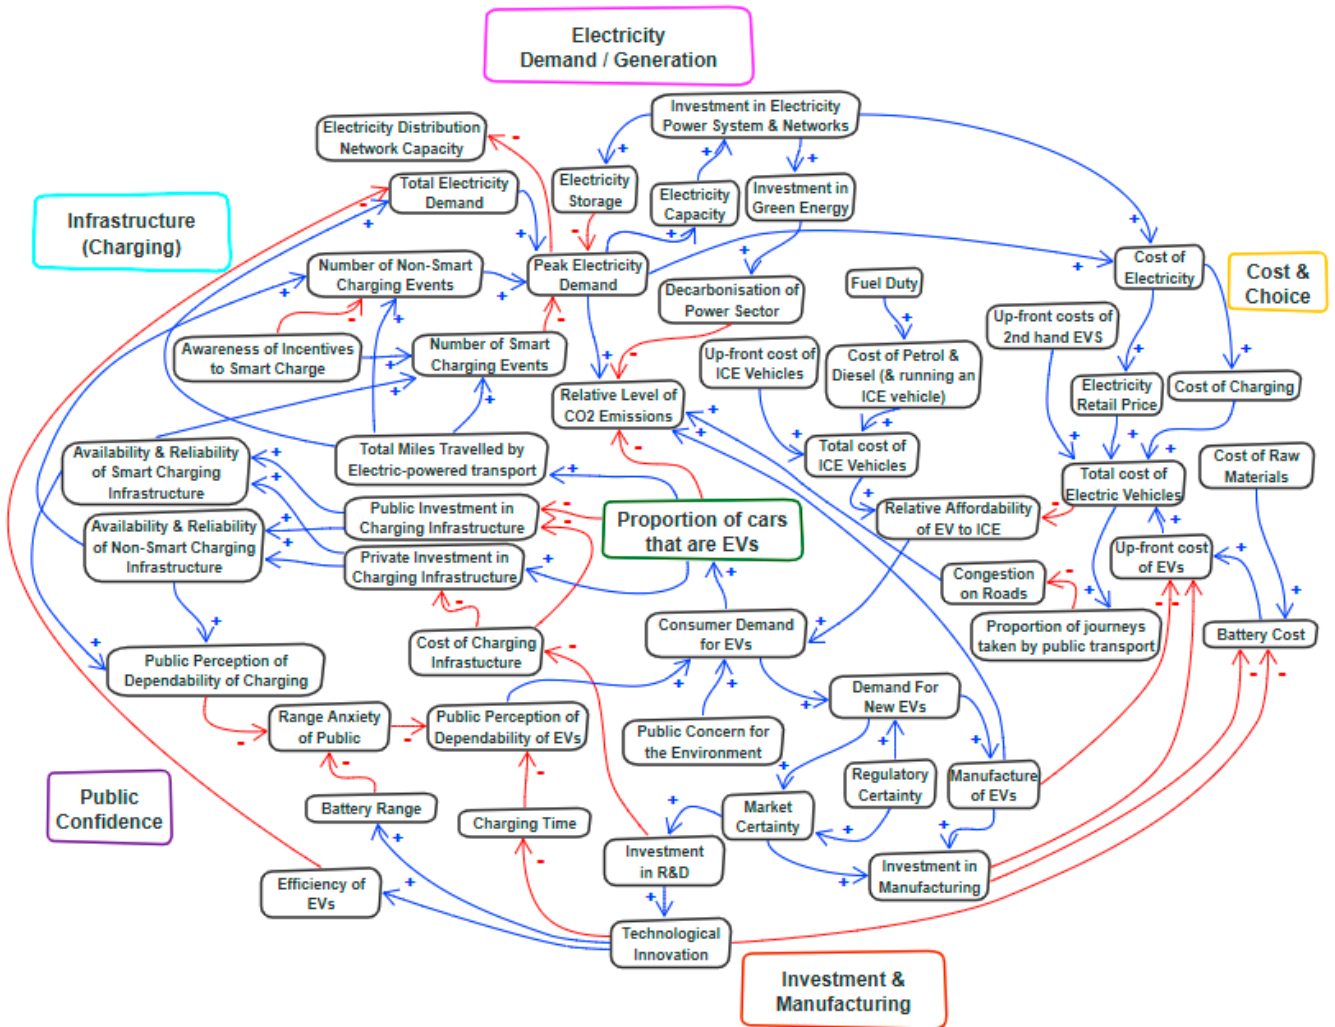 Electricity
Demand / Generation
Investment in Electricity
Power System & Networks
Electricity Distribution
Network Capacity
Total Electricity
Demand
Electricity
Storage
Electricity
Capacity
Investment in
Green Energy
Infrastructure
(Charging)
Number of Non-Smart
Charging Events
Peak Electricity
Demand
Cost of
Electricity
Cost &
Choice
Decarbonisation of
Power Sector
Fuel Duty
Up-front costs of
2nd hand EVS
Awareness of Incentives
to Smart Charge
Number of Smart
Charging Events
Up-front cost of
ICE Vehicles
Cost of Petrol &
Diesel (& running an
ICE vehicle)
Electricity
Retail Price
Cost of Charging
Relative Level of
CO2 Emissions
Availability & Reliability
of Smart Charging
Infrastructure
Total Miles Travelled by
Electric-powered transport
Total cost of
ICE Vehicles
Total cost of
Electric Vehicles
Cost of Raw
Materials
Public Investment in
Charging Infrastructure
Proportion of cars
that are EVs
Relative Affordability
of EV to ICE
Availability & Reliability
of Non-Smart Charging
Infrastructure
Private Investment in
Charging Infrastructure
Up-front cost
of EVs
Congestion
on Roads
Cost of Charging
Infrastucture
Consumer Demand
for EVs
Proportion of journeys
taken by public transport
Battery Cost
Public Perception of
Dependability of Charging
Demand For
New EVs
Range Anxiety
of Public
Public Perception of
Dependability of EVs
Public Concern for
the Environment
Public
Confidence
Battery Range
Charging Time
Market
Certainty
Regulatory
Certainty
Manufacture
of EVs
Efficiency of
EVs
Investment
in R&D
Investment in
Manufacturing
Technological
Innovation
Investment &
Manufacturing